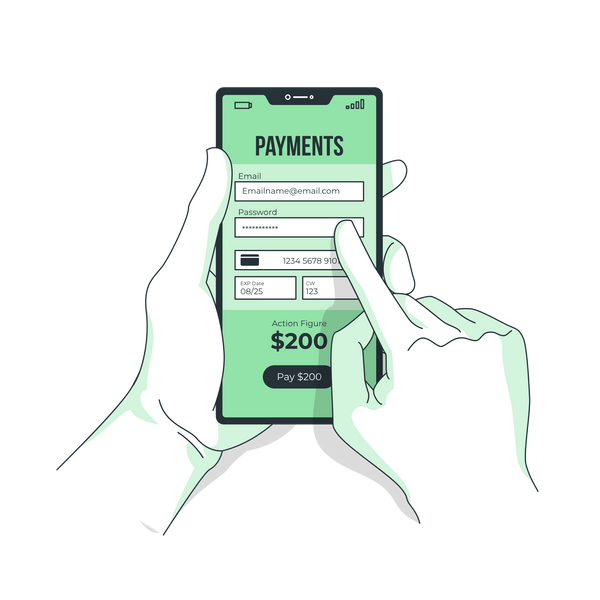 PAYMENTS
Email
Emailname@email.com
Password
***********
1234 5678 910
EXP Date
CW
08/25
123
Action Figure
$200
Pay $200